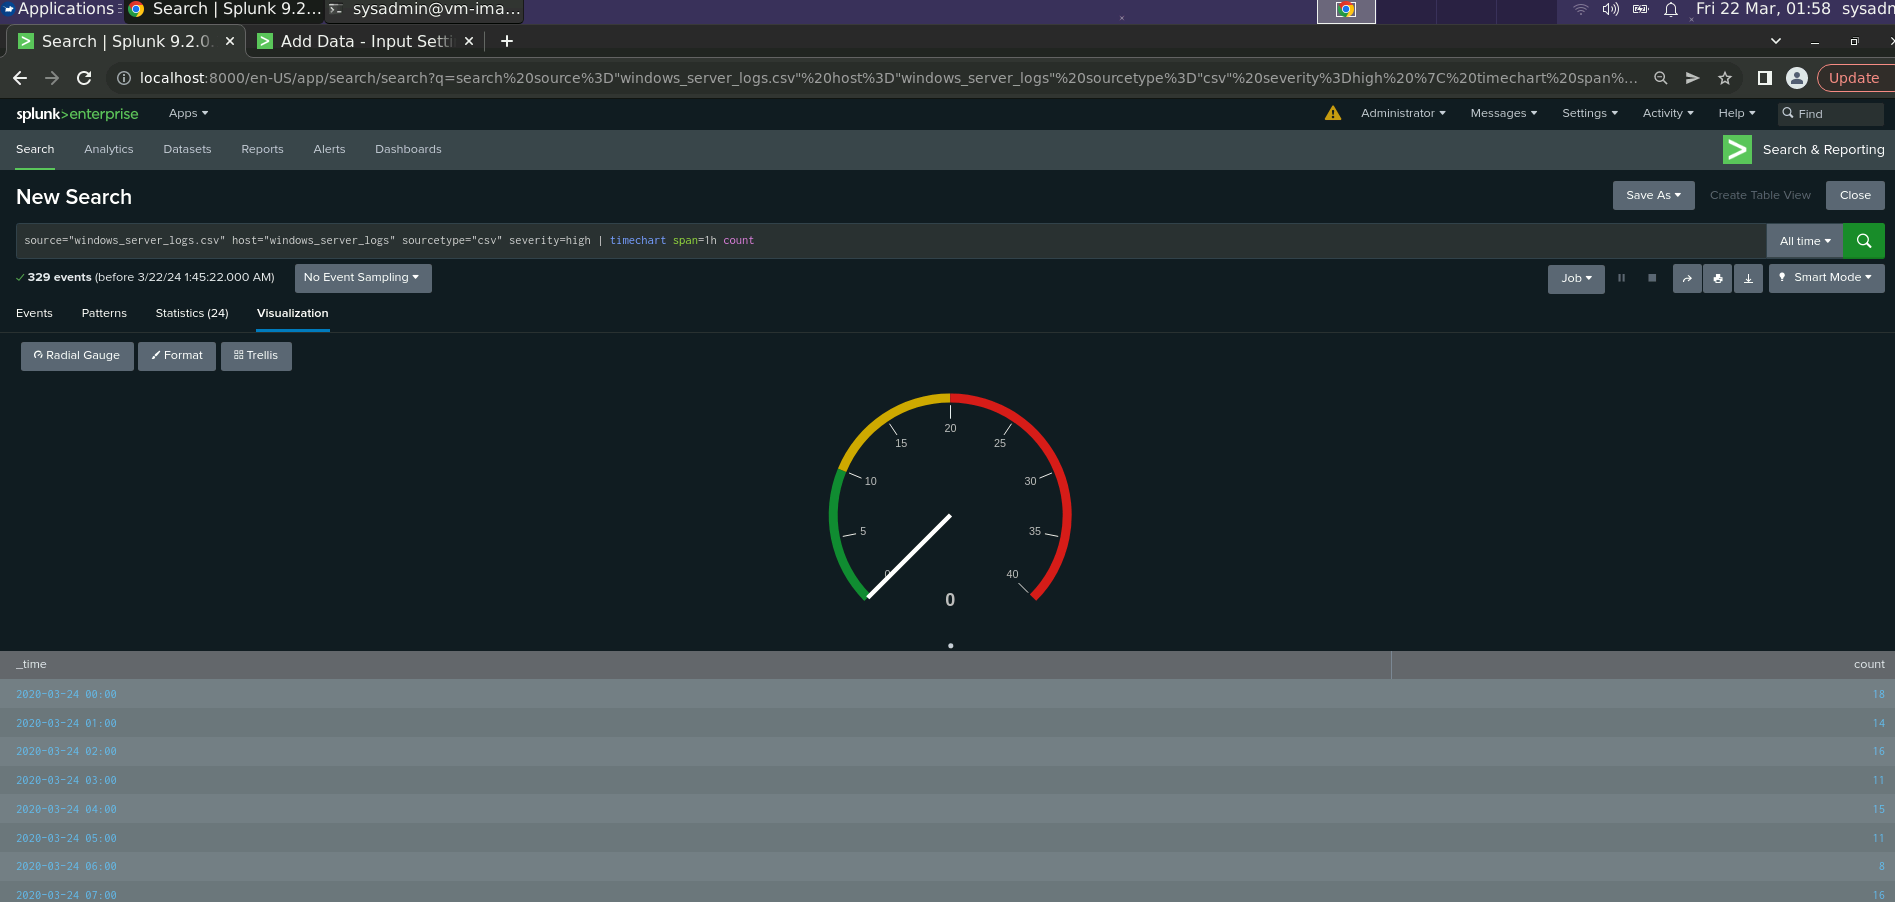 Applications Search | Splunk 9.2... sysadmin@vm-ima... Fri 22 Mar, 01:58 sysadn
Search | Splunk 9.2.0. Add Data - Input Setti
localhost:8000/en-US/app/search/search?q=search%20source%3D"windows_server_logs.csv"%20host%3D"windows_server_logs"%20sourcetype%3D"csv"%20severity%3Dhigh%20%7C%20timechart%20span%... Update
splunk>enterprise Apps Administrator Messages Settings Activity Help Find
Search Analytics Datasets Reports Alerts Dashboards Search & Reporting
New Search Save As Create Table View Close
source="windows_server_logs.csv" host="windows_server_logs" sourcetype="csv" severity=high | timechart span=1h count All time
329 events (before 3/22/24 1:45:22.000 AM) No Event Sampling Job Smart Mode
Events Patterns Statistics (24) Visualization
Radial Gauge Format Trellis
20
15 25
10 30
5 35
0 40
0
_time count
2020-03-24 00:00 18
2020-03-24 01:00 14
2020-03-24 02:00 16
2020-03-24 03:00 11
2020-03-24 04:00 15
2020-03-24 05:00 11
2020-03-24 06:00 8
2020-03-24 07:00 16